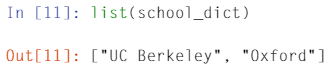 In [11]: list(school_dict)
Out[11]: ["UC Berkeley", "Oxford"]